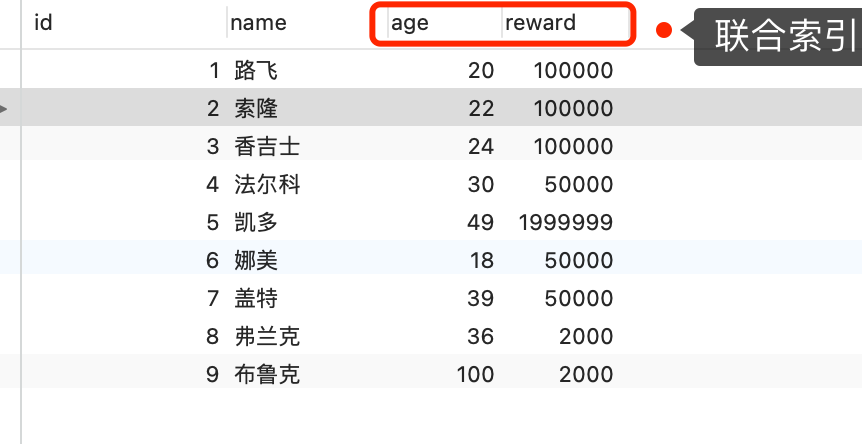 id name age reward 联合索引
1 路飞 20 100000
2 索隆 22 100000
3 香吉士 24 100000
4 法尔科 30 50000
5 凯多 49 1999999
6 娜美 18 50000
7 盖特 39 50000
8 弗兰克 36 2000
9 布鲁克 100 2000